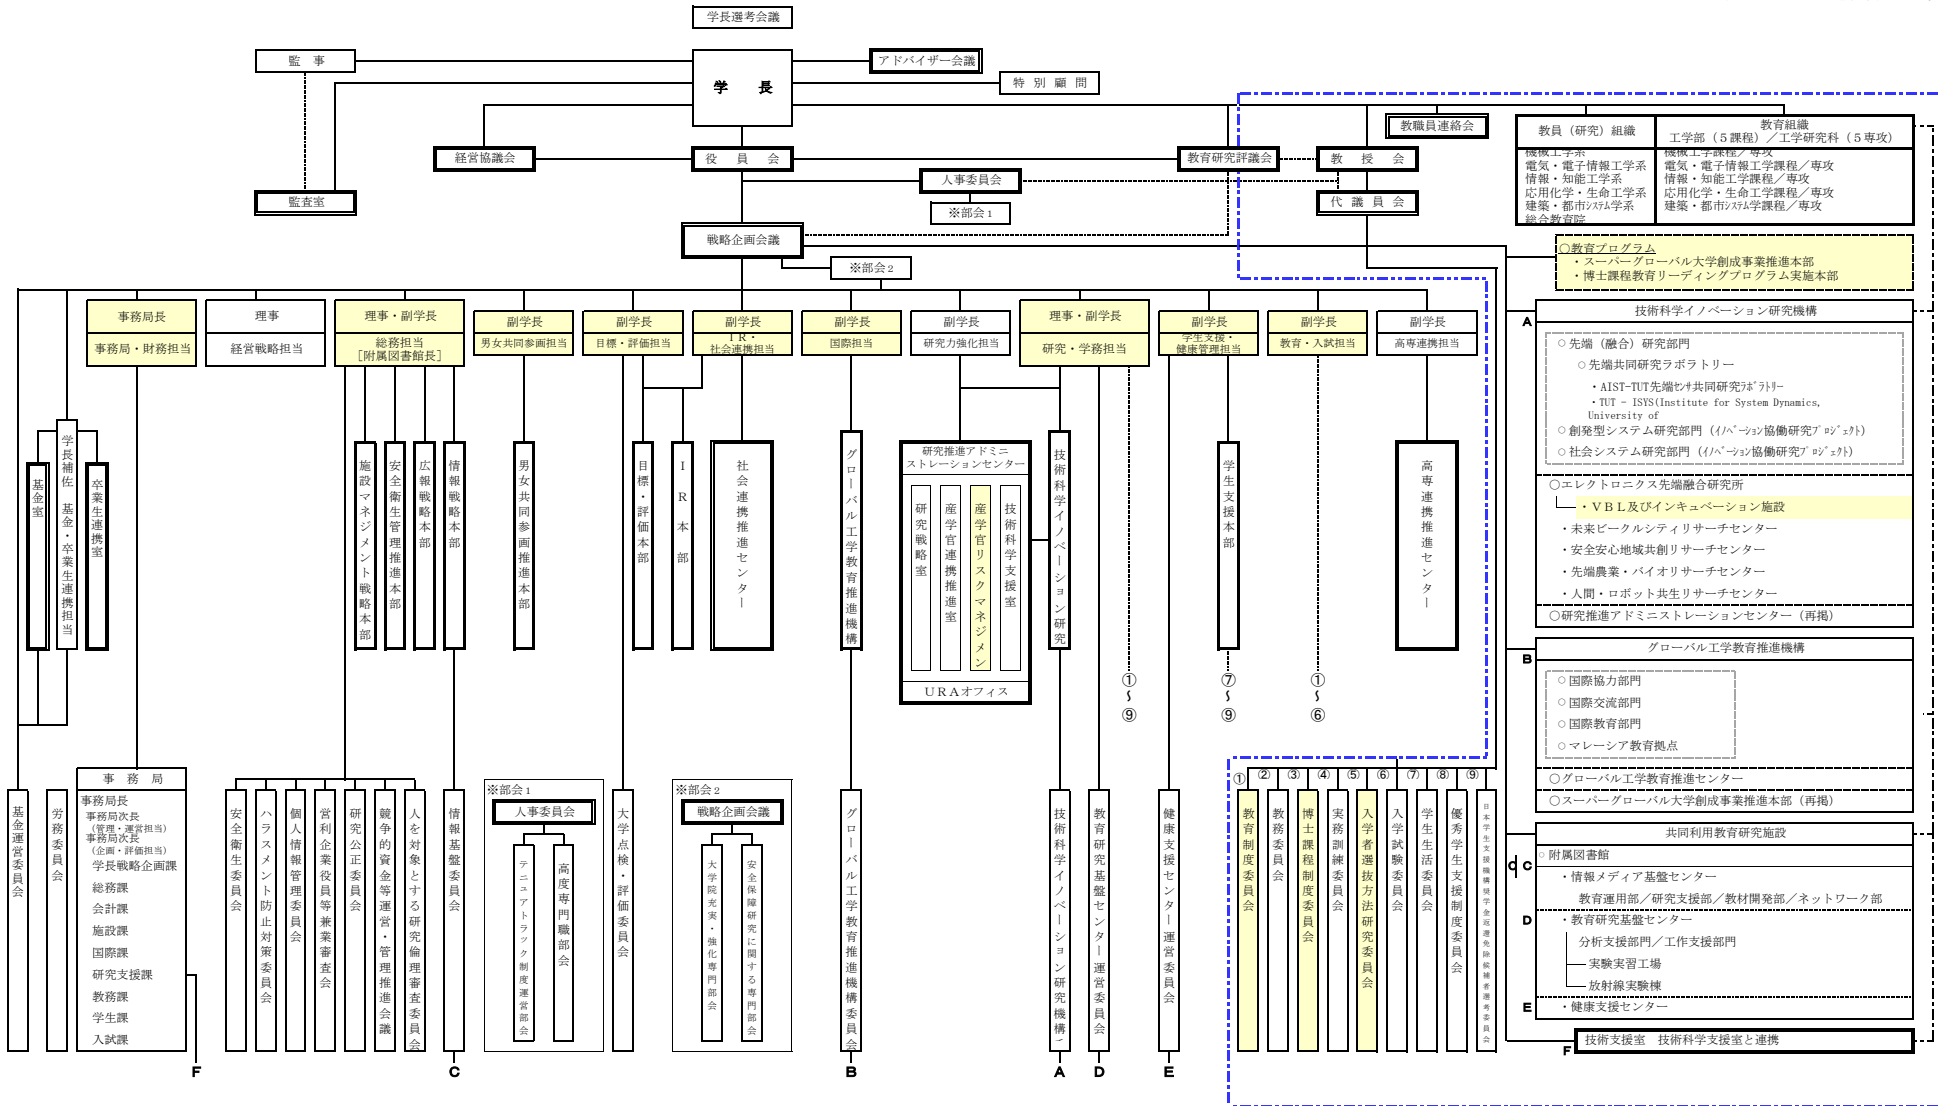 学長選考会議
監　事
学　長
アドバイザー会議
特 別 顧 問
教職員連絡会
経営協議会
役 員 会
教育研究評議会
教 授 会
人事委員会
※部会１
代 議 員 会
監査室
戦略企画会議
※部会２
教員（研究）組織
教育組織
工学部（５課程）／工学研究科（５専攻）
機械工学系
機械工学課程／専攻
電気・電子情報工学系
電気・電子情報工学課程／専攻
情報・知能工学系
情報・知能工学課程／専攻
応用化学・生命工学系
応用化学・生命工学課程／専攻
建築・都市システム学系
建築・都市システム学課程／専攻
総合教育院
○教育プログラム
・スーパーグローバル大学創成事業推進本部
・博士課程教育リーディングプログラム実施本部
事務局長
事務局・財務担当
理事
経営戦略担当
理事・副学長
総務担当
［附属図書館長］
副学長
男女共同参画担当
副学長
目標・評価担当
副学長
ＩＲ・
社会連携担当
副学長
国際担当
副学長
研究力強化担当
理事・副学長
研究・学務担当
副学長
学生支援・
健康管理担当
副学長
教育・入試担当
副学長
高専連携担当
基金室
学長補佐　基金・卒業生連携担当
卒業生連携室
施設マネジメント戦略本部
安全衛生管理推進本部
広報戦略本部
情報戦略本部
男女共同参画推進本部
目標・評価本部
ＩＲ本部
社会連携推進センター
グローバル工学教育推進機構
研究推進アドミニ
ストレーションセンター
研究戦略室
産学官連携推進室
産学官リスクマネジメン
技術科学支援室
ＵＲＡオフィス
技術科学イノベーション研究
①
～
⑨
学生支援本部
⑦
～
⑨
①
～
⑥
高専連携推進センター
A
技術科学イノベーション研究機構
○先端（融合）研究部門
○先端共同研究ラボラトリー
・AIST-TUT先端ｾﾝｻ共同研究ﾗﾎﾞﾗﾄﾘｰ
・TUT - ISYS(Institute for System Dynamics,
University of
○創発型システム研究部門（ｲﾉﾍﾞｰｼｮﾝ協働研究ﾌﾟﾛｼﾞｪｸﾄ）
○社会システム研究部門（ｲﾉﾍﾞｰｼｮﾝ協働研究ﾌﾟﾛｼﾞｪｸﾄ）
○エレクトロニクス先端融合研究所
・ＶＢＬ及びインキュベーション施設
・未来ビークルシティリサーチセンター
・安全安心地域共創リサーチセンター
・先端農業・バイオリサーチセンター
・人間・ロボット共生リサーチセンター
○研究推進アドミニストレーションセンター（再掲）
B
グローバル工学教育推進機構
○国際協力部門
○国際交流部門
○国際教育部門
○マレーシア教育拠点
○グローバル工学教育推進センター
○スーパーグローバル大学創成事業推進本部（再掲）
共同利用教育研究施設
C C
○附属図書館
・情報メディア基盤センター
教育運用部／研究支援部／教材開発部／ネットワーク部
D
・教育研究基盤センター
分析支援部門／工作支援部門
実験実習工場
放射線実験棟
E
・健康支援センター
F
技術支援室　技術科学支援室と連携
基金運営委員会
労務委員会
事 務 局
事務局長
事務局次長
（管理・運営担当）
事務局次長
（企画・評価担当）
学長戦略企画課
総務課
会計課
施設課
国際課
研究支援課
教務課
学生課
入試課
F
安全衛生委員会
ハラスメント防止対策委員会
個人情報管理委員会
営利企業役員等兼業審査会
研究公正委員会
競争的資金等運営・管理推進会議
人を対象とする研究倫理審査委員会
情報基盤委員会
C
※部会１
人事委員会
テニュアトラック制度運営部会
高度専門職部会
大学点検・評価委員会
※部会２
戦略企画会議
大学院充実・強化専門部会
安全保障研究に関する専門部会
グローバル工学教育推進機構委員会
B
技術科学イノベーション研究機構
A
教育研究基盤センター運営委員会
D
健康支援センター運営委員会
E
①
教育制度委員会
②
教務委員会
③
博士課程制度委員会
④
実務訓練委員会
⑤
入学者選抜方法研究委員会
⑥
入学試験委員会
⑦
学生生活委員会
⑧
優秀学生支援制度委員会
⑨
日本学生支援機構奨学金返還免除候補者選考委員会